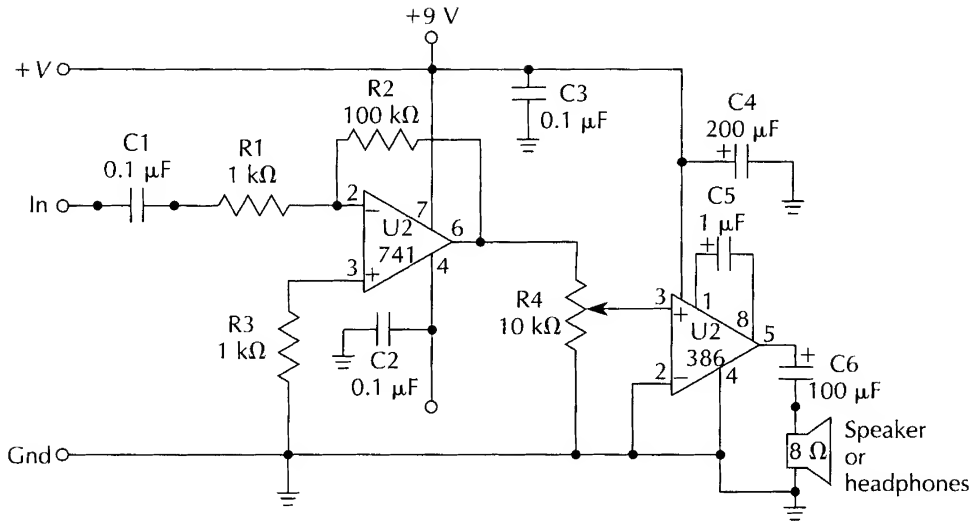 +9 V
+V
R2
100 kΩ
C3
0.1 µF
C4
200 µF
+
C1
0.1 µF
R1
1 kΩ
C5
1 µF
+
In
2
−
7
U2
6
741
4
3
+
R3
1 kΩ
C2
0.1 µF
R4
10 kΩ
3
+
1
8
U2
5
386
2
−
4
+
C6
100 µF
Gnd
8 Ω
Speaker
or
headphones